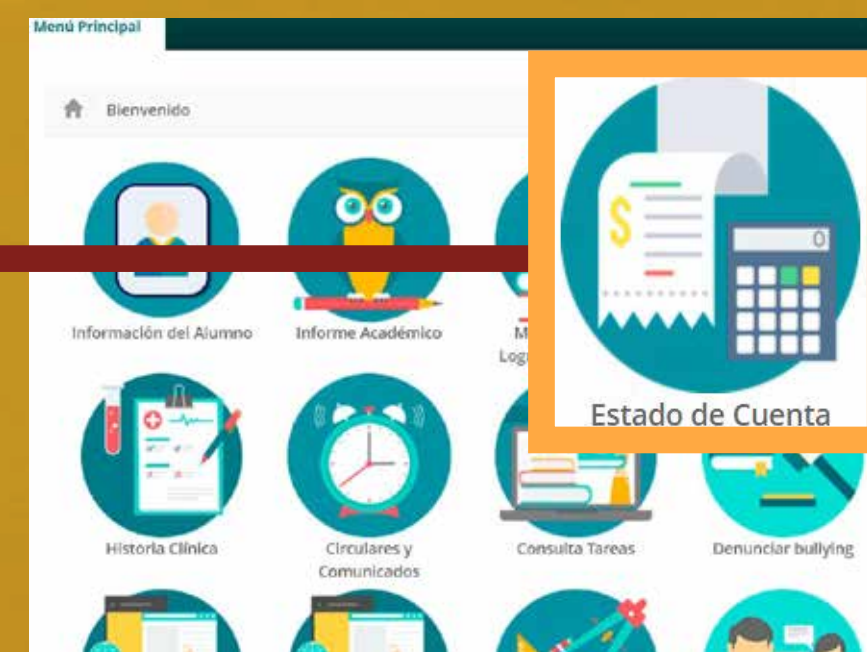 Menú Principal
Bienvenido
$
0
Estado de Cuenta
Información del Alumno
Informe Académico
Historia Clínica
Circulares y
Comunicados
Consulta Tareas
Denunciar bullying